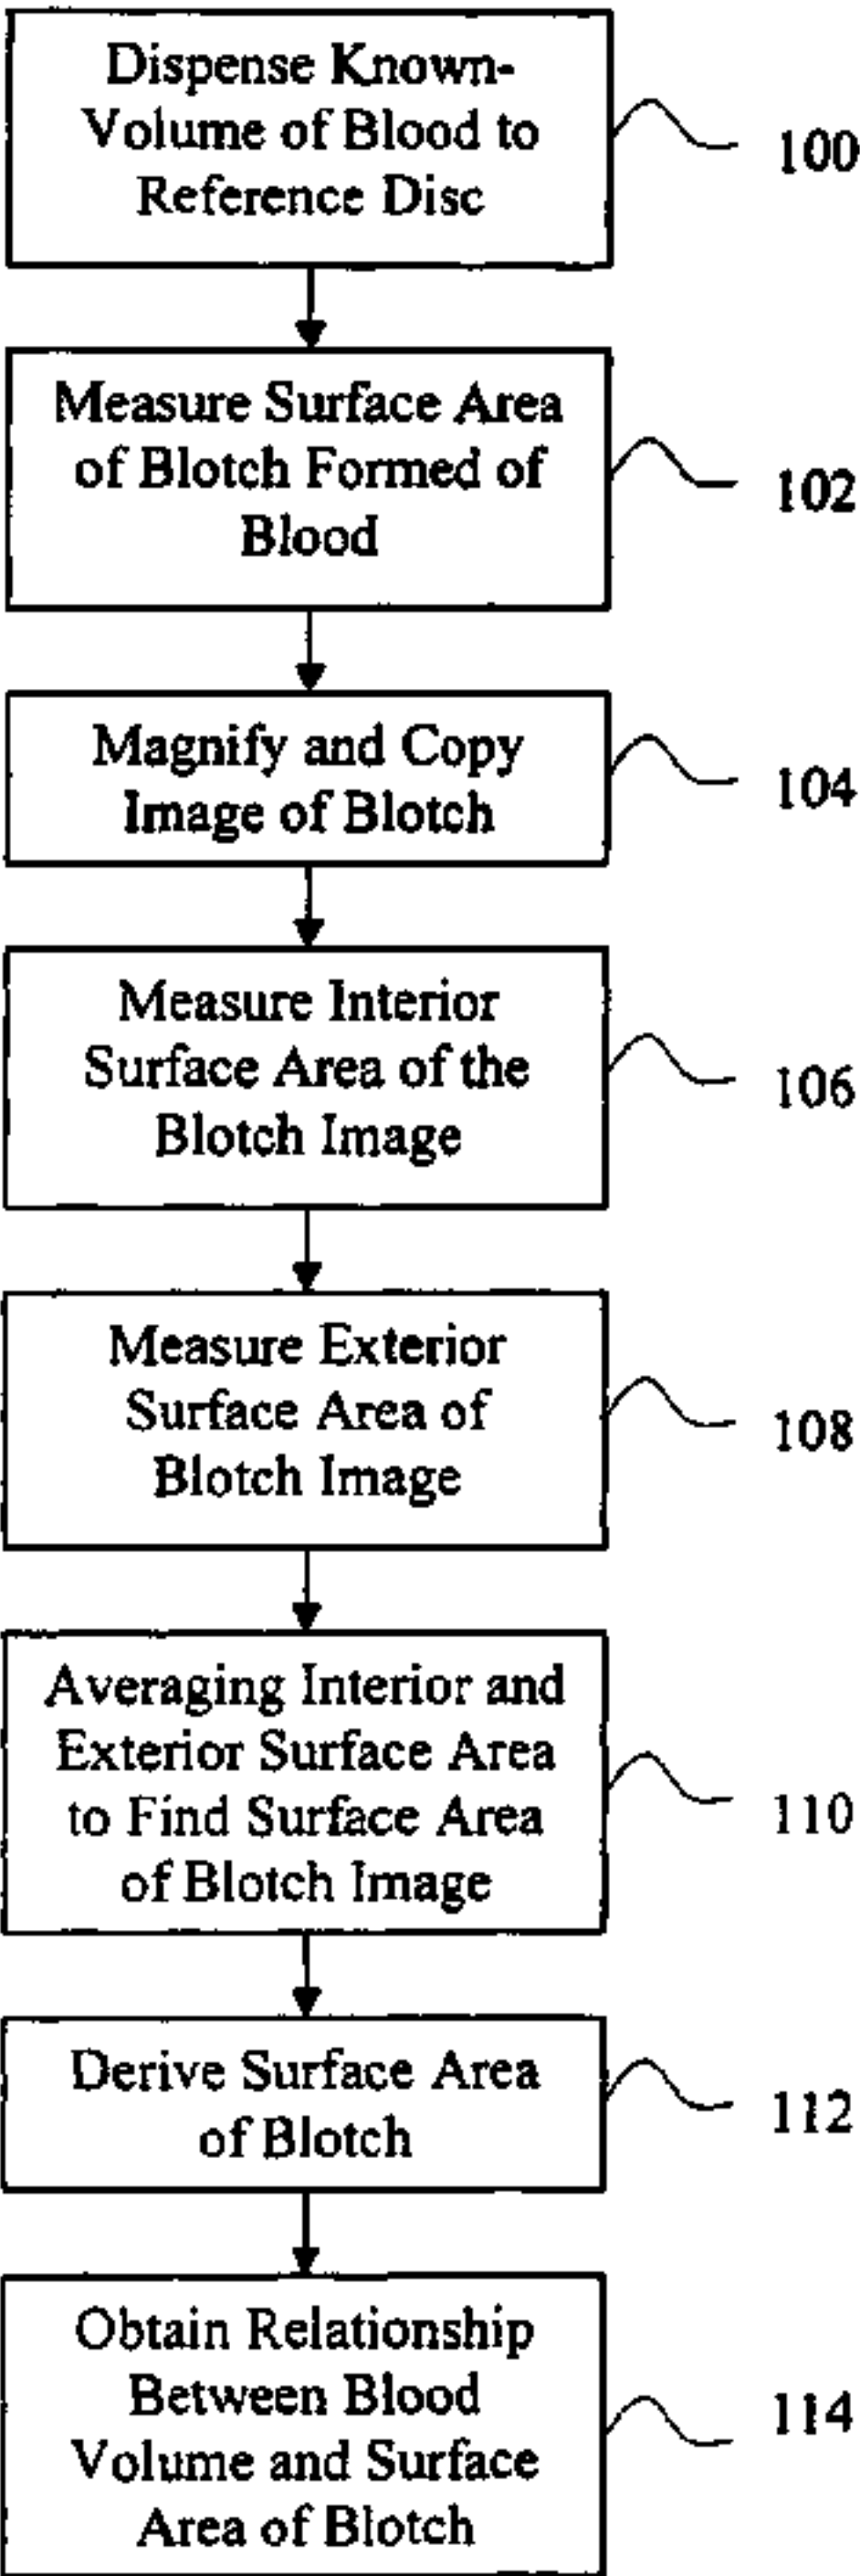 Dispense Known-
Volume of Blood to
Reference Disc
100
Measure Surface Area
of Blotch Formed of
Blood
102
Magnify and Copy
Image of Blotch
104
Measure Interior
Surface Area of the
Blotch Image
106
Measure Exterior
Surface Area of
Blotch Image
108
Averaging Interior and
Exterior Surface Area
to Find Surface Area
of Blotch Image
110
Derive Surface Area
of Blotch
112
Obtain Relationship
Between Blood
Volume and Surface
Area of Blotch
114